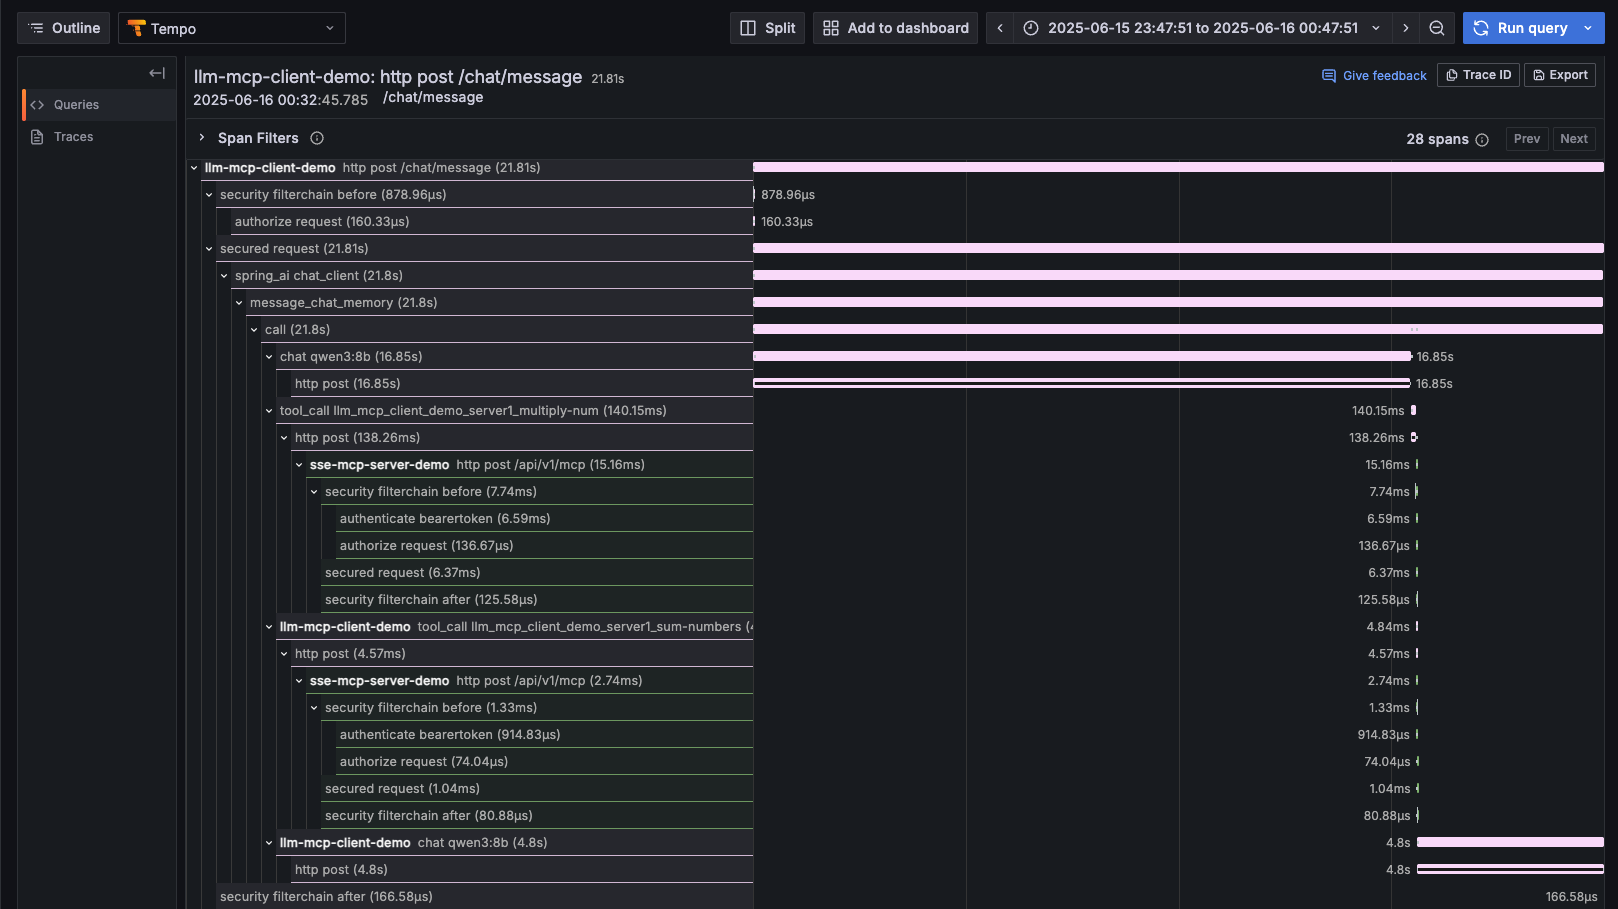 Outline
Tempo
Split
Add to dashboard
2025-06-15 23:47:51 to 2025-06-16 00:47:51
Run query
Queries
Traces
llm-mcp-client-demo: http post /chat/message 21.81s
2025-06-16 00:32:45.785 /chat/message
Give feedback
Trace ID
Export
Span Filters
28 spans
Prev
Next
llm-mcp-client-demo http post /chat/message (21.81s)
security filterchain before (878.96μs) 878.96μs
authorize request (160.33μs) 160.33μs
secured request (21.81s)
spring_ai chat_client (21.8s)
message_chat_memory (21.8s)
call (21.8s)
chat qwen3:8b (16.85s) 16.85s
http post (16.85s) 16.85s
tool_call llm_mcp_client_demo_server1_multiply-num (140.15ms) 140.15ms
http post (138.26ms) 138.26ms
sse-mcp-server-demo http post /api/v1/mcp (15.16ms) 15.16ms
security filterchain before (7.74ms) 7.74ms
authenticate bearertoken (6.59ms) 6.59ms
authorize request (136.67μs) 136.67μs
secured request (6.37ms) 6.37ms
security filterchain after (125.58μs) 125.58μs
llm-mcp-client-demo tool_call llm_mcp_client_demo_server1_sum-numbers ( 4.84ms
http post (4.57ms) 4.57ms
sse-mcp-server-demo http post /api/v1/mcp (2.74ms) 2.74ms
security filterchain before (1.33ms) 1.33ms
authenticate bearertoken (914.83μs) 914.83μs
authorize request (74.04μs) 74.04μs
secured request (1.04ms) 1.04ms
security filterchain after (80.88μs) 80.88μs
llm-mcp-client-demo chat qwen3:8b (4.8s) 4.8s
http post (4.8s) 4.8s
security filterchain after (166.58μs) 166.58μs